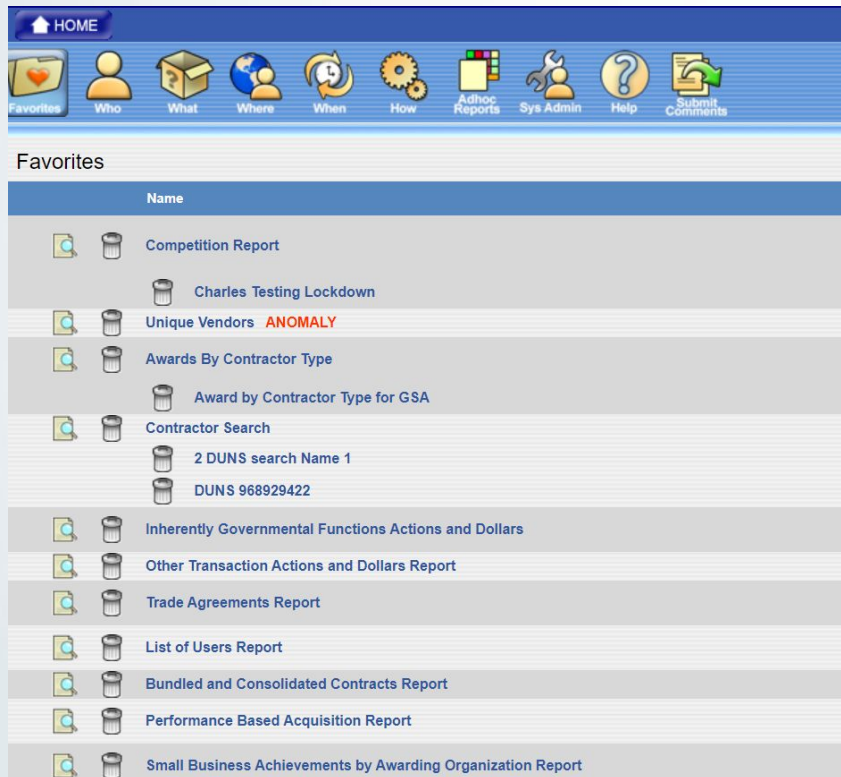 HOME
Favorites Who What Where When How Adhoc Reports Sys Admin Help Submit Comments
Favorites
Name
Competition Report
Charles Testing Lockdown
Unique Vendors ANOMALY
Awards By Contractor Type
Award by Contractor Type for GSA
Contractor Search
2 DUNS search Name 1
DUNS 968929422
Inherently Governmental Functions Actions and Dollars
Other Transaction Actions and Dollars Report
Trade Agreements Report
List of Users Report
Bundled and Consolidated Contracts Report
Performance Based Acquisition Report
Small Business Achievements by Awarding Organization Report